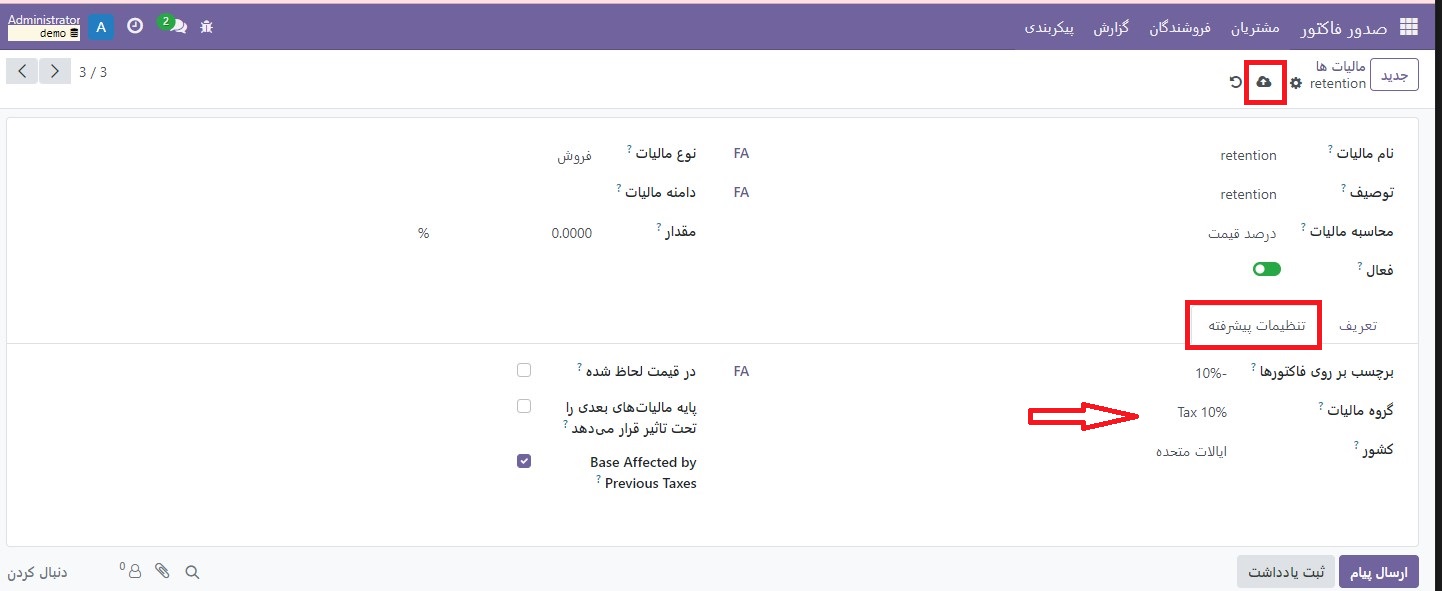 صدور فاکتور
مشتریان
فروشندگان
گزارش
پیکربندی
2
A
Administrator
demo
جدید
مالیات ها
retention
3 / 3
نام مالیات ?
retention
FA
توصیف ?
retention
FA
محاسبه مالیات ?
درصد قیمت
فعال ?
نوع مالیات ?
فروش
دامنه مالیات ?
مقدار ?
0.0000
%
تعریف
تنظیمات پیشرفته
برچسب بر روی فاکتورها ?
10%-
FA
گروه مالیات ?
Tax 10%
کشور ?
ایالات متحده
در قیمت لحاظ شده ?
پایه مالیات‌های بعدی را
تحت تاثیر قرار می‌دهد ?
Base Affected by
Previous Taxes ?
ارسال پیام
ثبت یادداشت
0
دنبال کردن